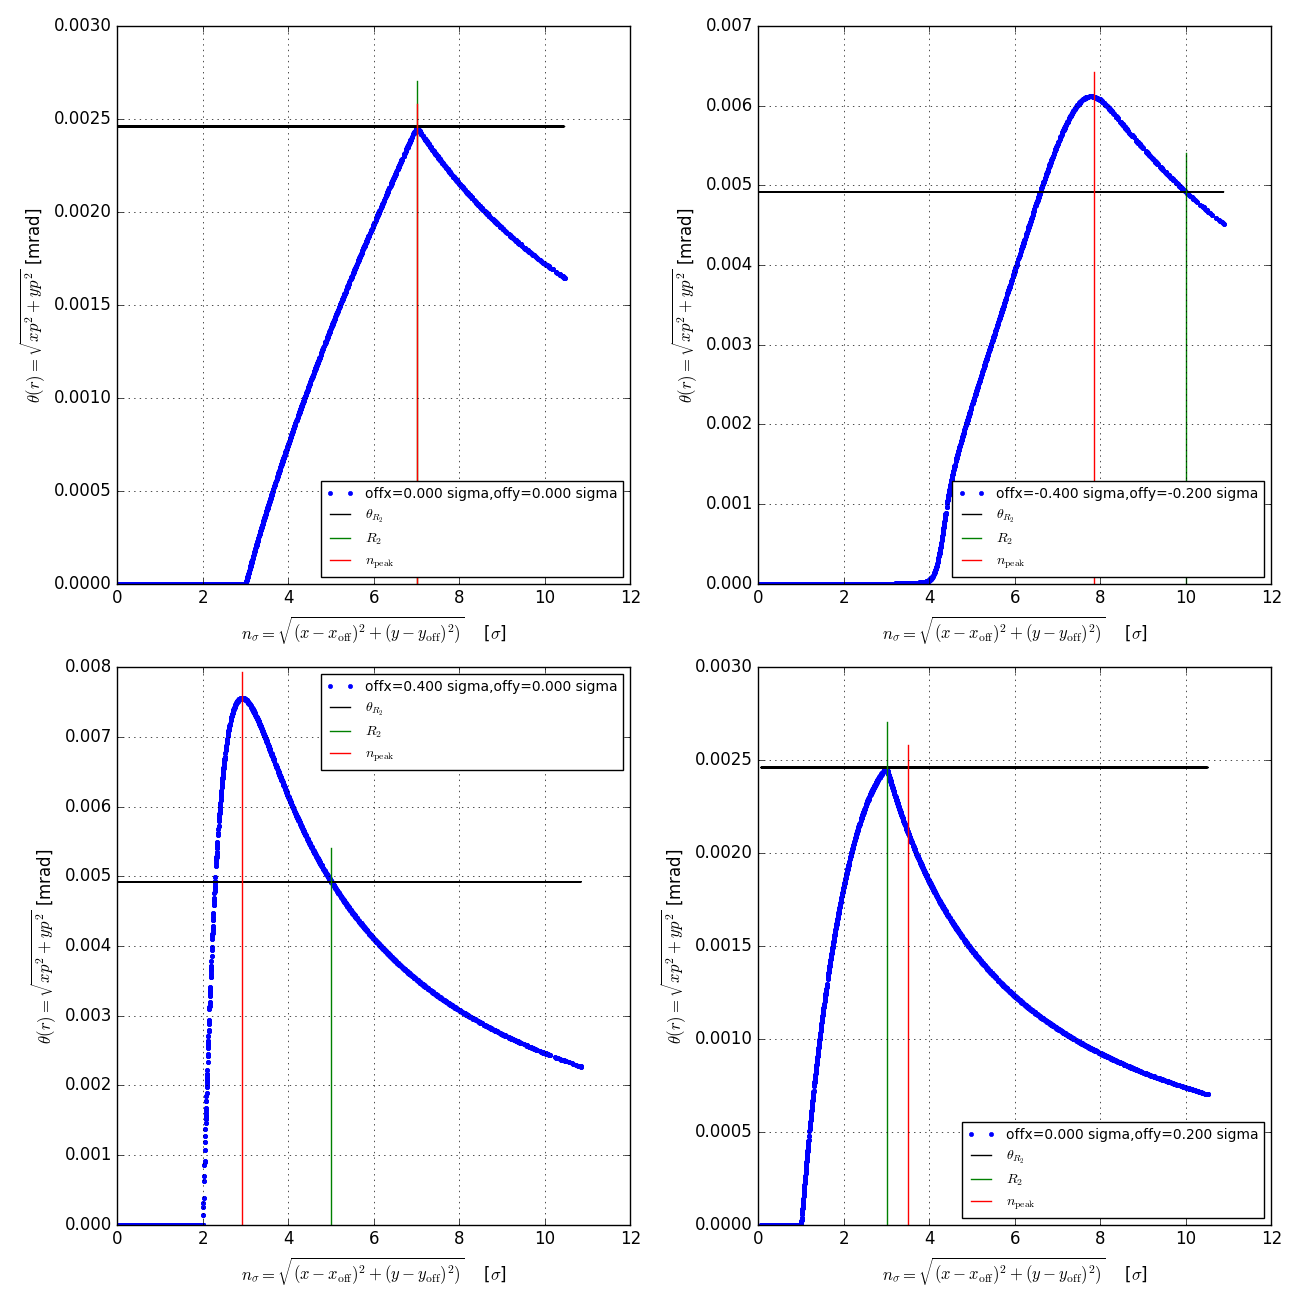 0.0030
0.0025
0.0020
0.0015
0.0010
0.0005
0.0000
0 2 4 6 8 10 12
θ(r) = √(xp² + yp²) [mrad]
nσ = √((x − x_off)² + (y − y_off)²) [σ]
offx=0.000 sigma,offy=0.000 sigma
θ_R₂
R₂
n_peak
0.007
0.006
0.005
0.004
0.003
0.002
0.001
0.000
0 2 4 6 8 10 12
θ(r) = √(xp² + yp²) [mrad]
nσ = √((x − x_off)² + (y − y_off)²) [σ]
offx=-0.400 sigma,offy=-0.200 sigma
θ_R₂
R₂
n_peak
0.008
0.007
0.006
0.005
0.004
0.003
0.002
0.001
0.000
0 2 4 6 8 10 12
θ(r) = √(xp² + yp²) [mrad]
nσ = √((x − x_off)² + (y − y_off)²) [σ]
offx=0.400 sigma,offy=0.000 sigma
θ_R₂
R₂
n_peak
0.0030
0.0025
0.0020
0.0015
0.0010
0.0005
0.0000
0 2 4 6 8 10 12
θ(r) = √(xp² + yp²) [mrad]
nσ = √((x − x_off)² + (y − y_off)²) [σ]
offx=0.000 sigma,offy=0.200 sigma
θ_R₂
R₂
n_peak